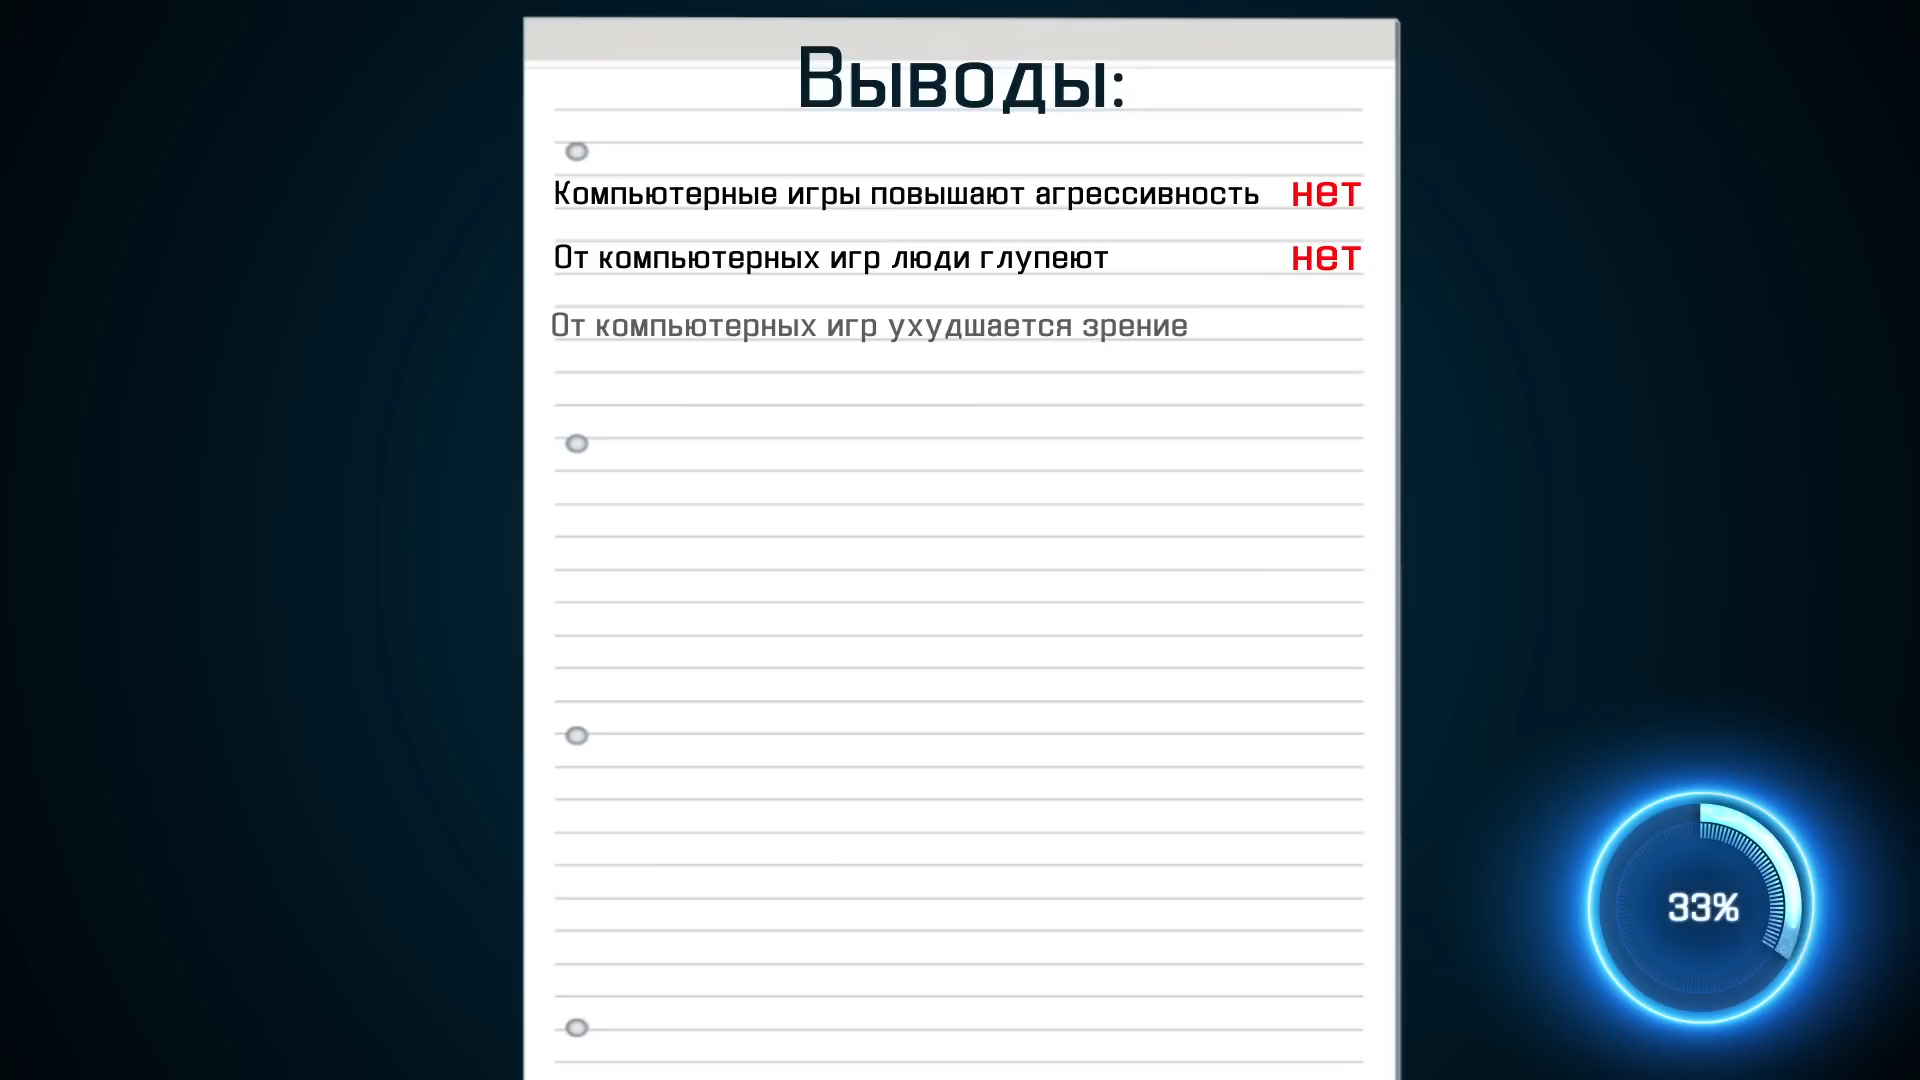 Выводы:
Компьютерные игры повышают агрессивность нет
От компьютерных игр люди глупеют нет
От компьютерных игр ухудшается зрение
33%